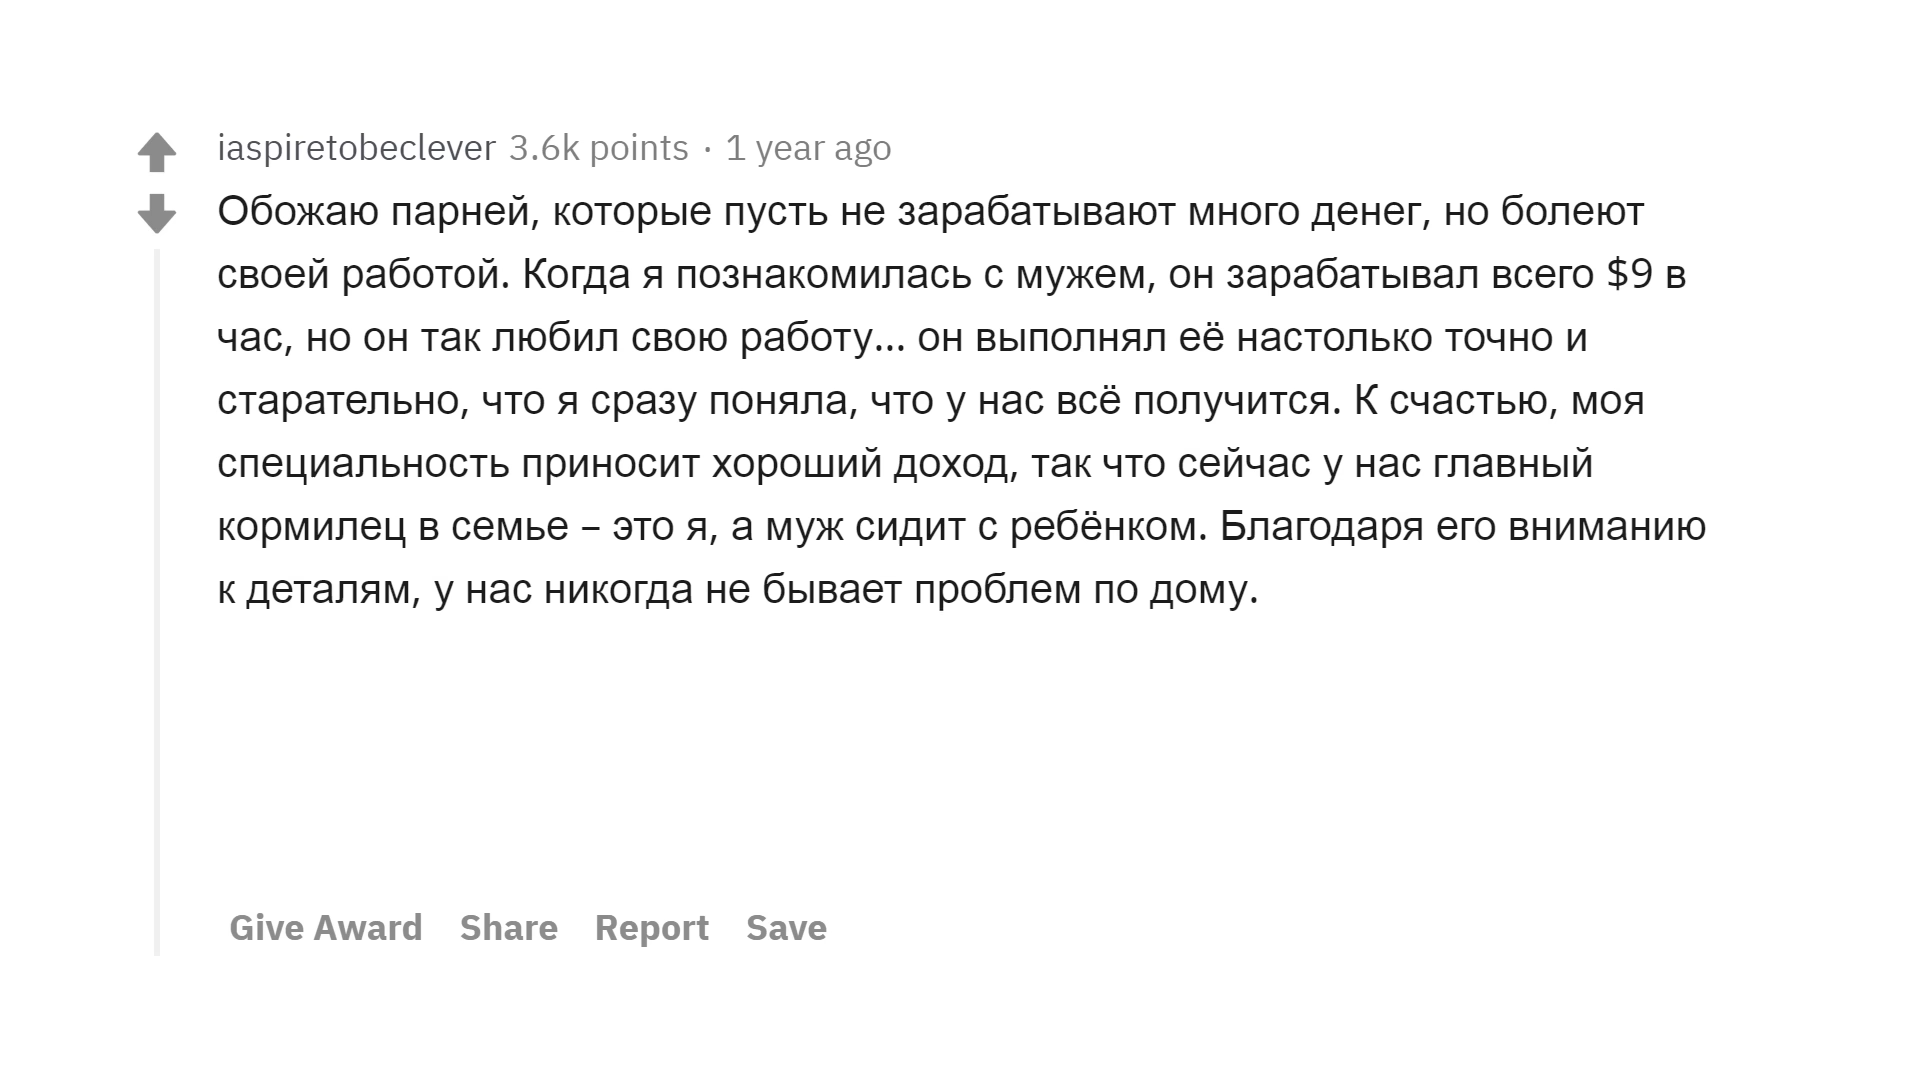 iaspiretobeclever 3.6k points · 1 year ago
Обожаю парней, которые пусть не зарабатывают много денег, но болеют
своей работой. Когда я познакомилась с мужем, он зарабатывал всего $9 в
час, но он так любил свою работу... он выполнял её настолько точно и
старательно, что я сразу поняла, что у нас всё получится. К счастью, моя
специальность приносит хороший доход, так что сейчас у нас главный
кормилец в семье – это я, а муж сидит с ребёнком. Благодаря его вниманию
к деталям, у нас никогда не бывает проблем по дому.
Give Award Share Report Save